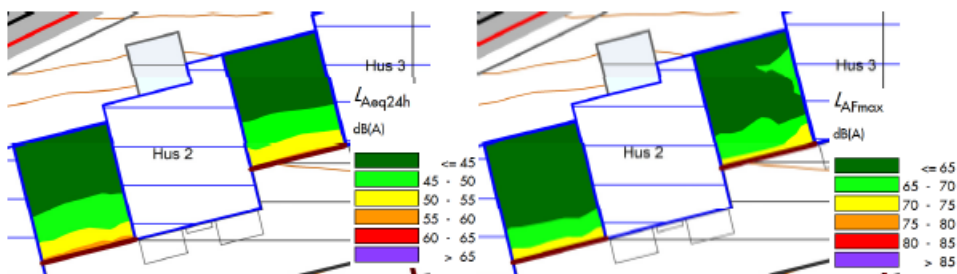 Hus 3
LAeq24h
dB(A)
Hus 2
<= 45
45 - 50
50 - 55
55 - 60
60 - 65
> 65
Hus 3
LAFmax
dB(A)
Hus 2
<= 65
65 - 70
70 - 75
75 - 80
80 - 85
> 85